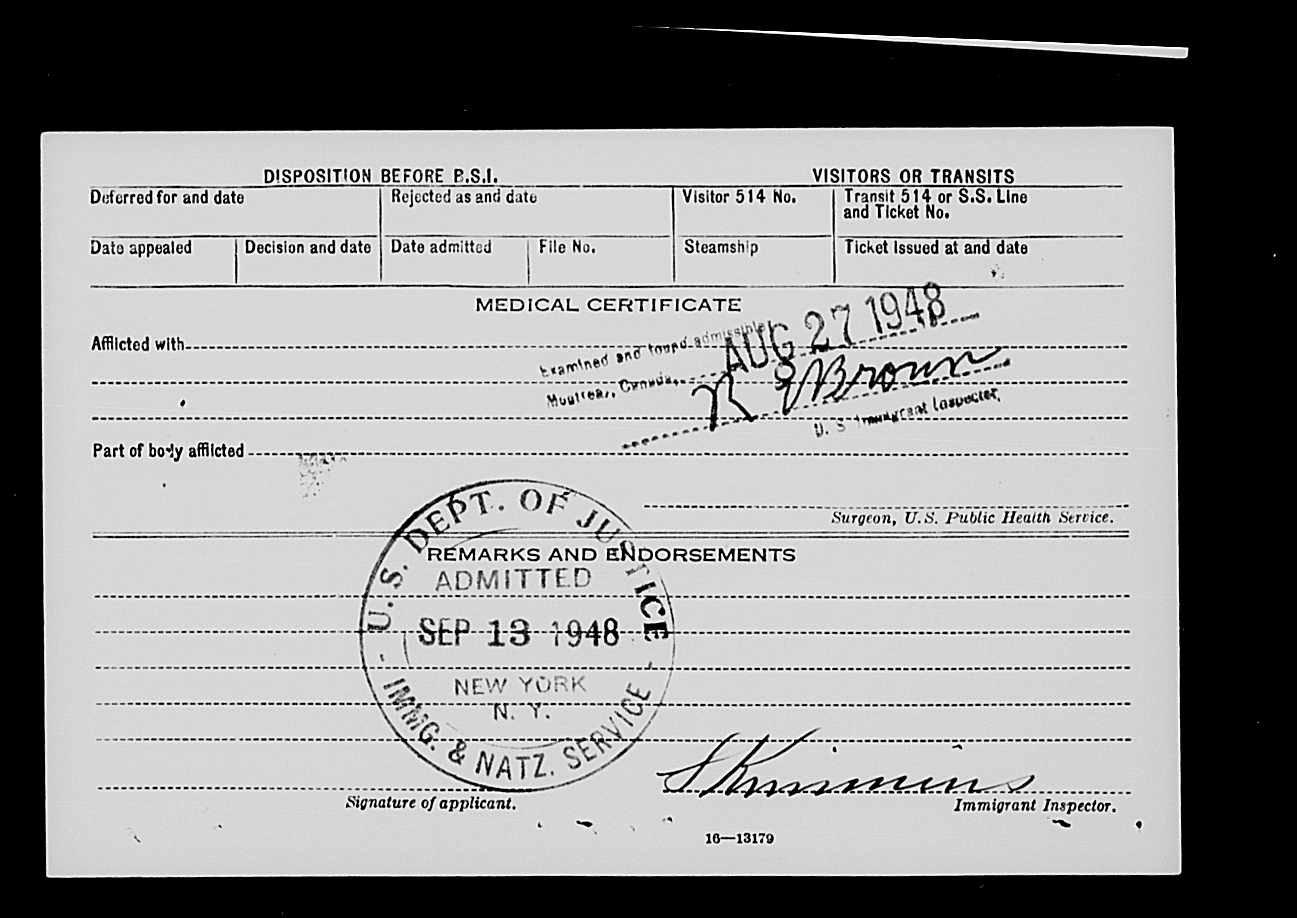 DISPOSITION BEFORE B.S.I.
VISITORS OR TRANSITS
Deferred for and date
Rejected as and date
Visitor 514 No.
Transit 514 or S.S. Line
and Ticket No.
Date appealed
Decision and date
Date admitted
File No.
Steamship
Ticket issued at and date
MEDICAL CERTIFICATE
Afflicted with
Examined and found admissible
AUG 27 1948
Montreal, Canada,
R E Brown
U. S. Immigrant Inspector.
Part of body afflicted
Surgeon, U.S. Public Health Service.
REMARKS AND ENDORSEMENTS
U.S. DEPT. OF JUSTICE
ADMITTED
SEP 13 1948
NEW YORK
N. Y.
IMMG. & NATZ. SERVICE
Signature of applicant.
Immigrant Inspector.
16—13179